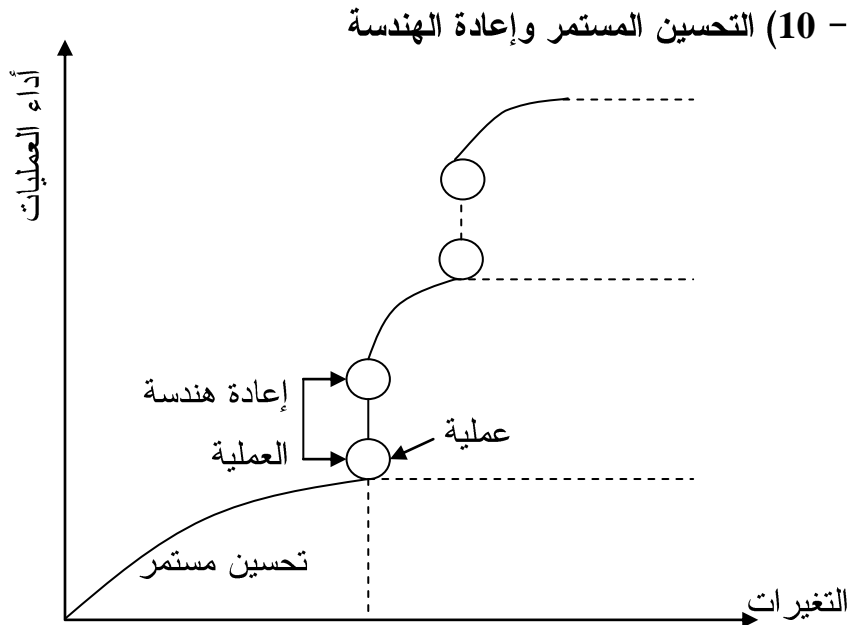 – 10) التحسين المستمر وإعادة الهندسة
أداء العمليات
إعادة هندسة
العملية
عملية
تحسين مستمر
التغيرات